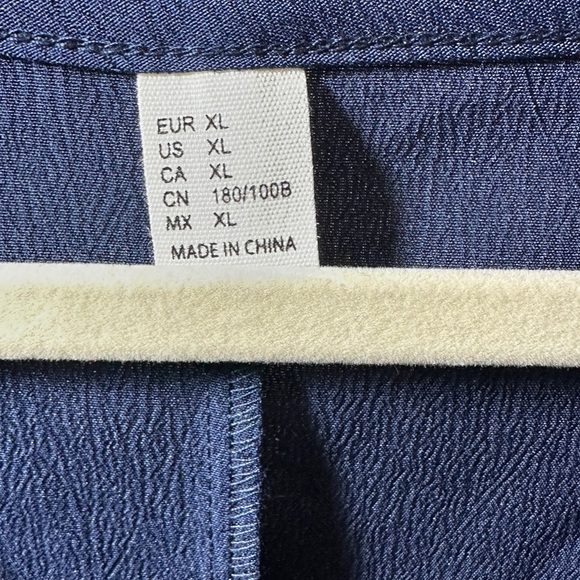 EUR XL
US XL
CA XL
CN 180/100B
MX XL
MADE IN CHINA